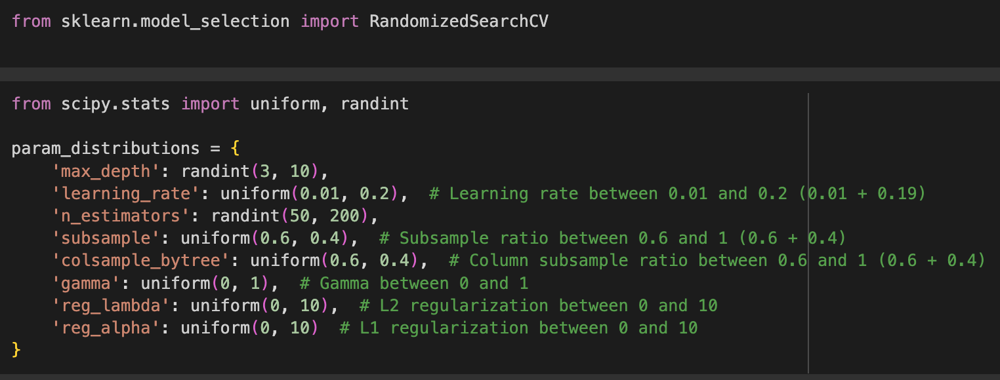 from sklearn.model_selection import RandomizedSearchCV
from scipy.stats import uniform, randint
param_distributions = {
    'max_depth': randint(3, 10),
    'learning_rate': uniform(0.01, 0.2),  # Learning rate between 0.01 and 0.2 (0.01 + 0.19)
    'n_estimators': randint(50, 200),
    'subsample': uniform(0.6, 0.4),  # Subsample ratio between 0.6 and 1 (0.6 + 0.4)
    'colsample_bytree': uniform(0.6, 0.4),  # Column subsample ratio between 0.6 and 1 (0.6 + 0.4)
    'gamma': uniform(0, 1),  # Gamma between 0 and 1
    'reg_lambda': uniform(0, 10),  # L2 regularization between 0 and 10
    'reg_alpha': uniform(0, 10)  # L1 regularization between 0 and 10
}